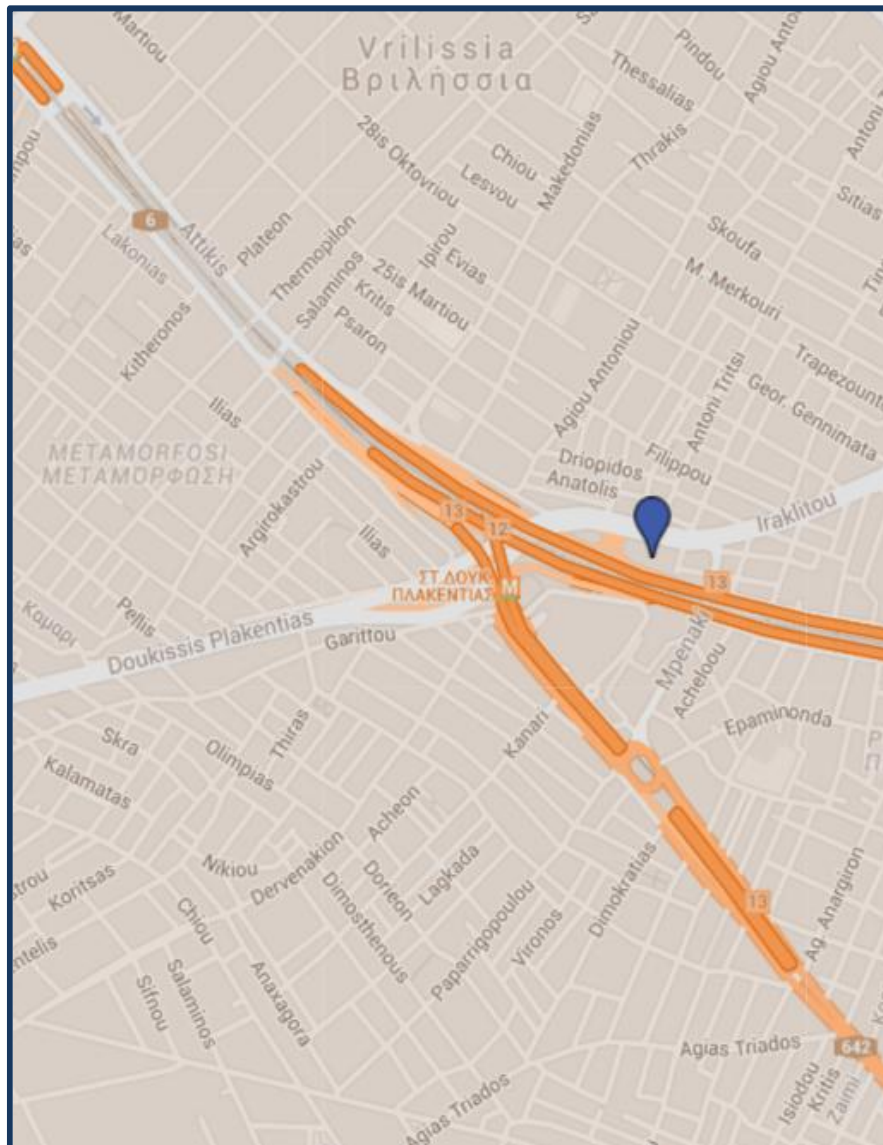 Martiou
Vrilissia
Βριλήσσια
Pindou
Agiou Antoniou
Thessalias
Antoni T
28is Oktovriou
Chiou
Lesvou
Makedonias
Thrakis
Sitias
6
Attikis
Lakonias
Plateon
Thermopilon
Ipirou
Evias
Skoufa
M. Merkouri
Salaminos
25is Martiou
Kritis
Psaron
Kitheronos
Trapezount
Ilias
Agiou Antoniou
Antoni Tritsi
Geor. Gennimata
METAMORFOSI
ΜΕΤΑΜΟΡΦΩΣΗ
Driopidos
Anatolis
Filippou
Argirokastrou
Ilias
13
12
Iraklitou
ΣΤ.ΔΟΥΚ.
ΠΛΑΚΕΝΤΙΑΣ
M
13
Καμαρι
Pellis
Doukissis Plakentias
Garittou
Mpenaki
Acheloou
Epaminonda
Skra
Thiras
Kanari
Kalamatas
Olimpias
Acheon
Nikiou
Dervenakion
Dorieon
Lagkada
Dimokratias
Koritsas
Dimosthenous
Chiou
Paparrigopoulou
Vironos
13
Ag. Anargiron
Anaxagora
Salaminos
Sifnou
Agias Triados
642
Agias Triados
Isiodou
Kritis
Zaimi